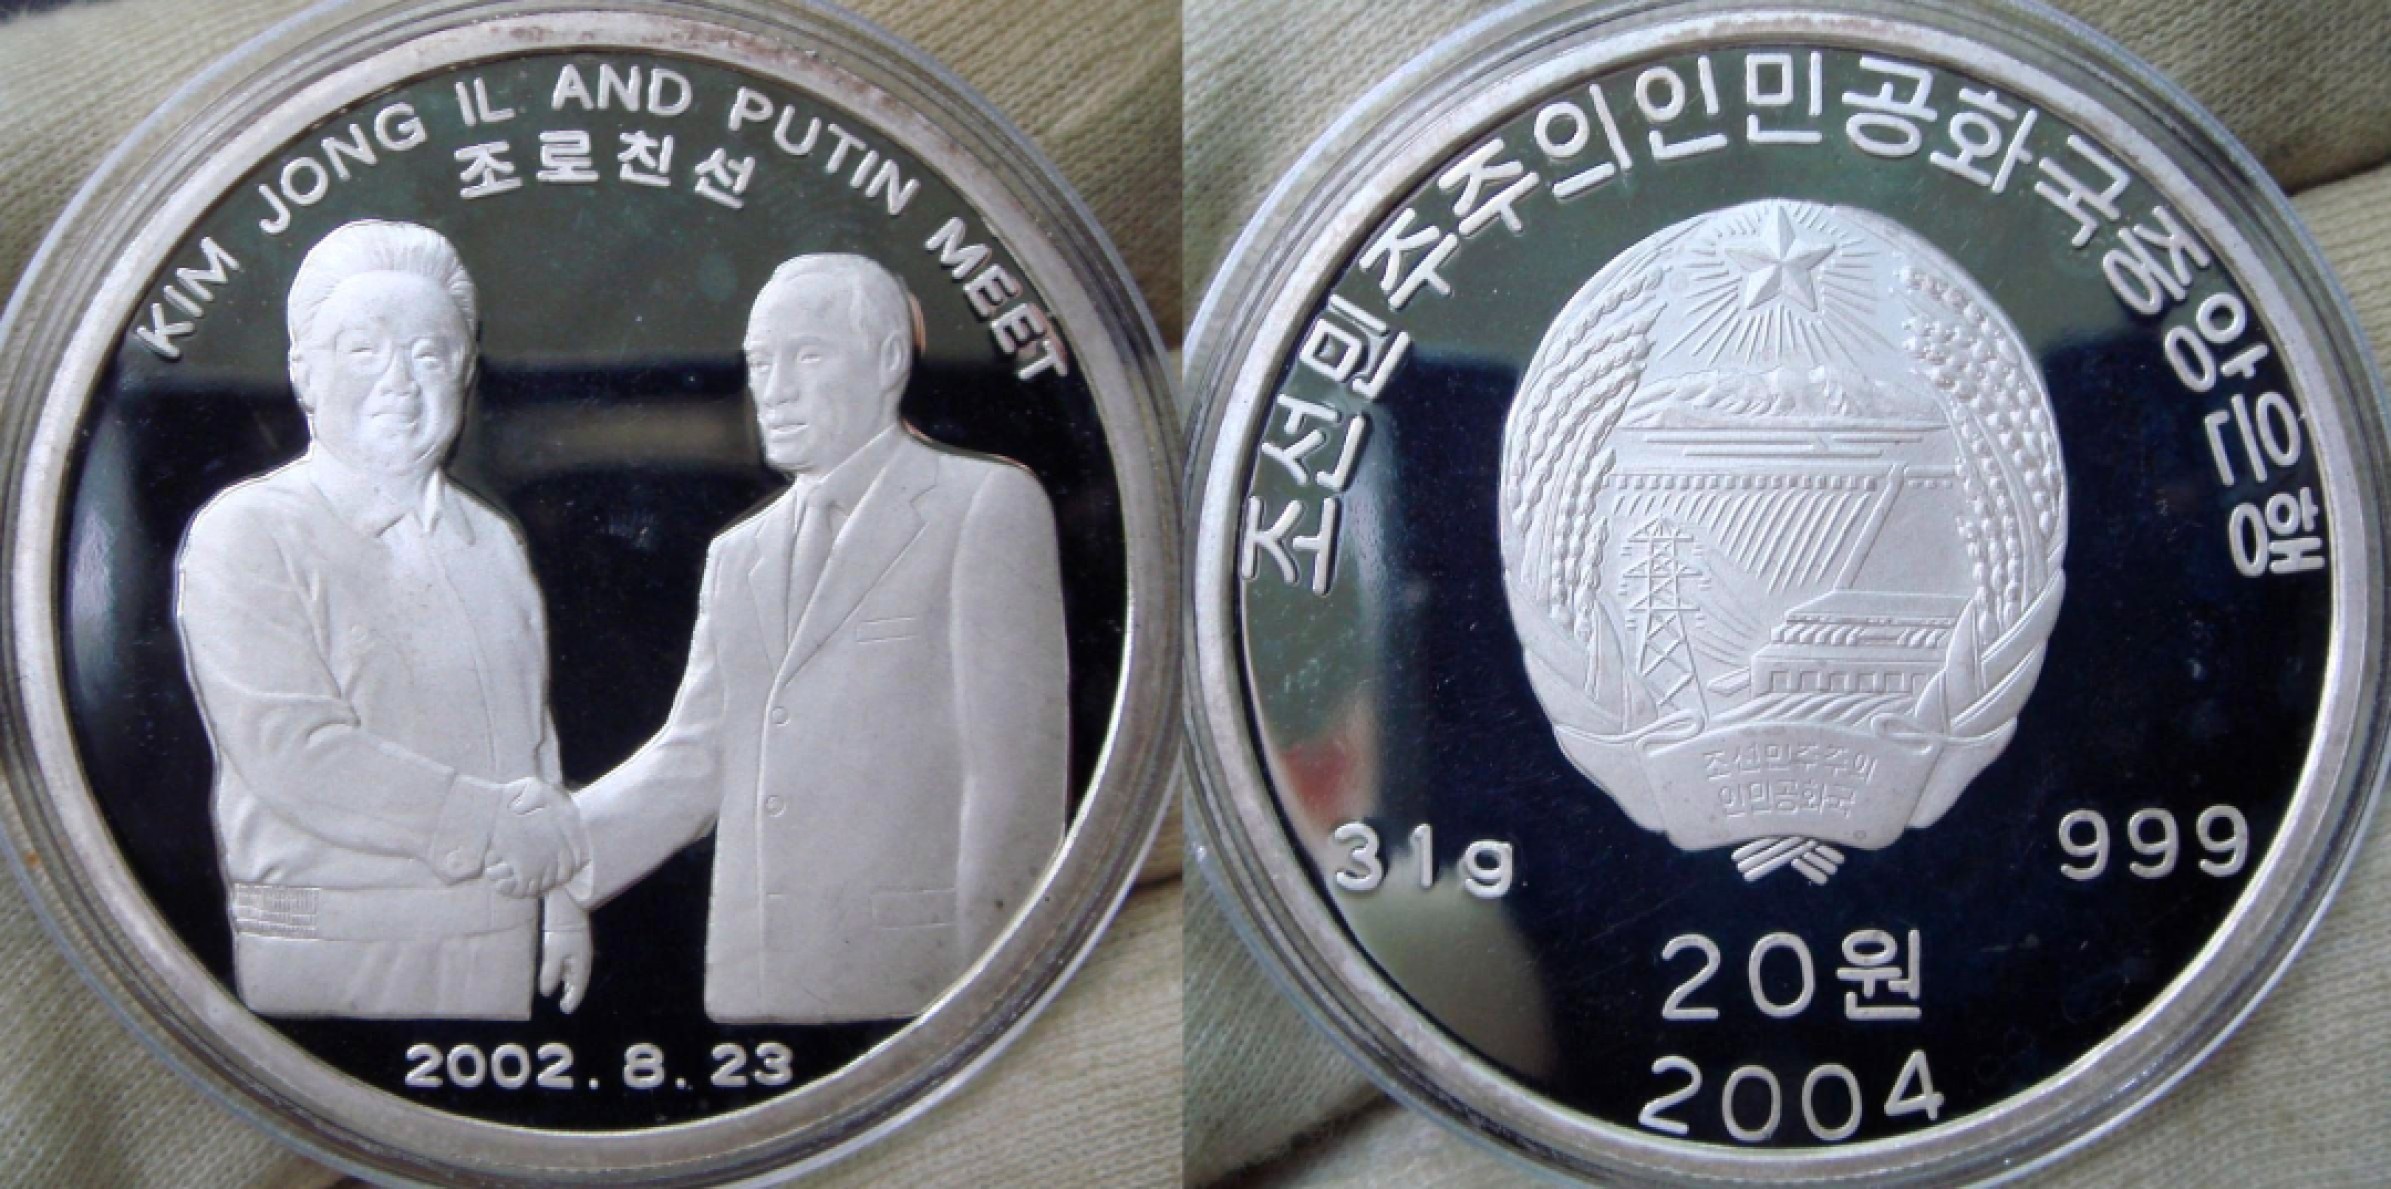 KIM JONG IL AND PUTIN MEET
조로친선
2002.8.23
조선민주주의인민공화국중앙은행
조선민주주의
인민공화국
31g
999
20원
2004